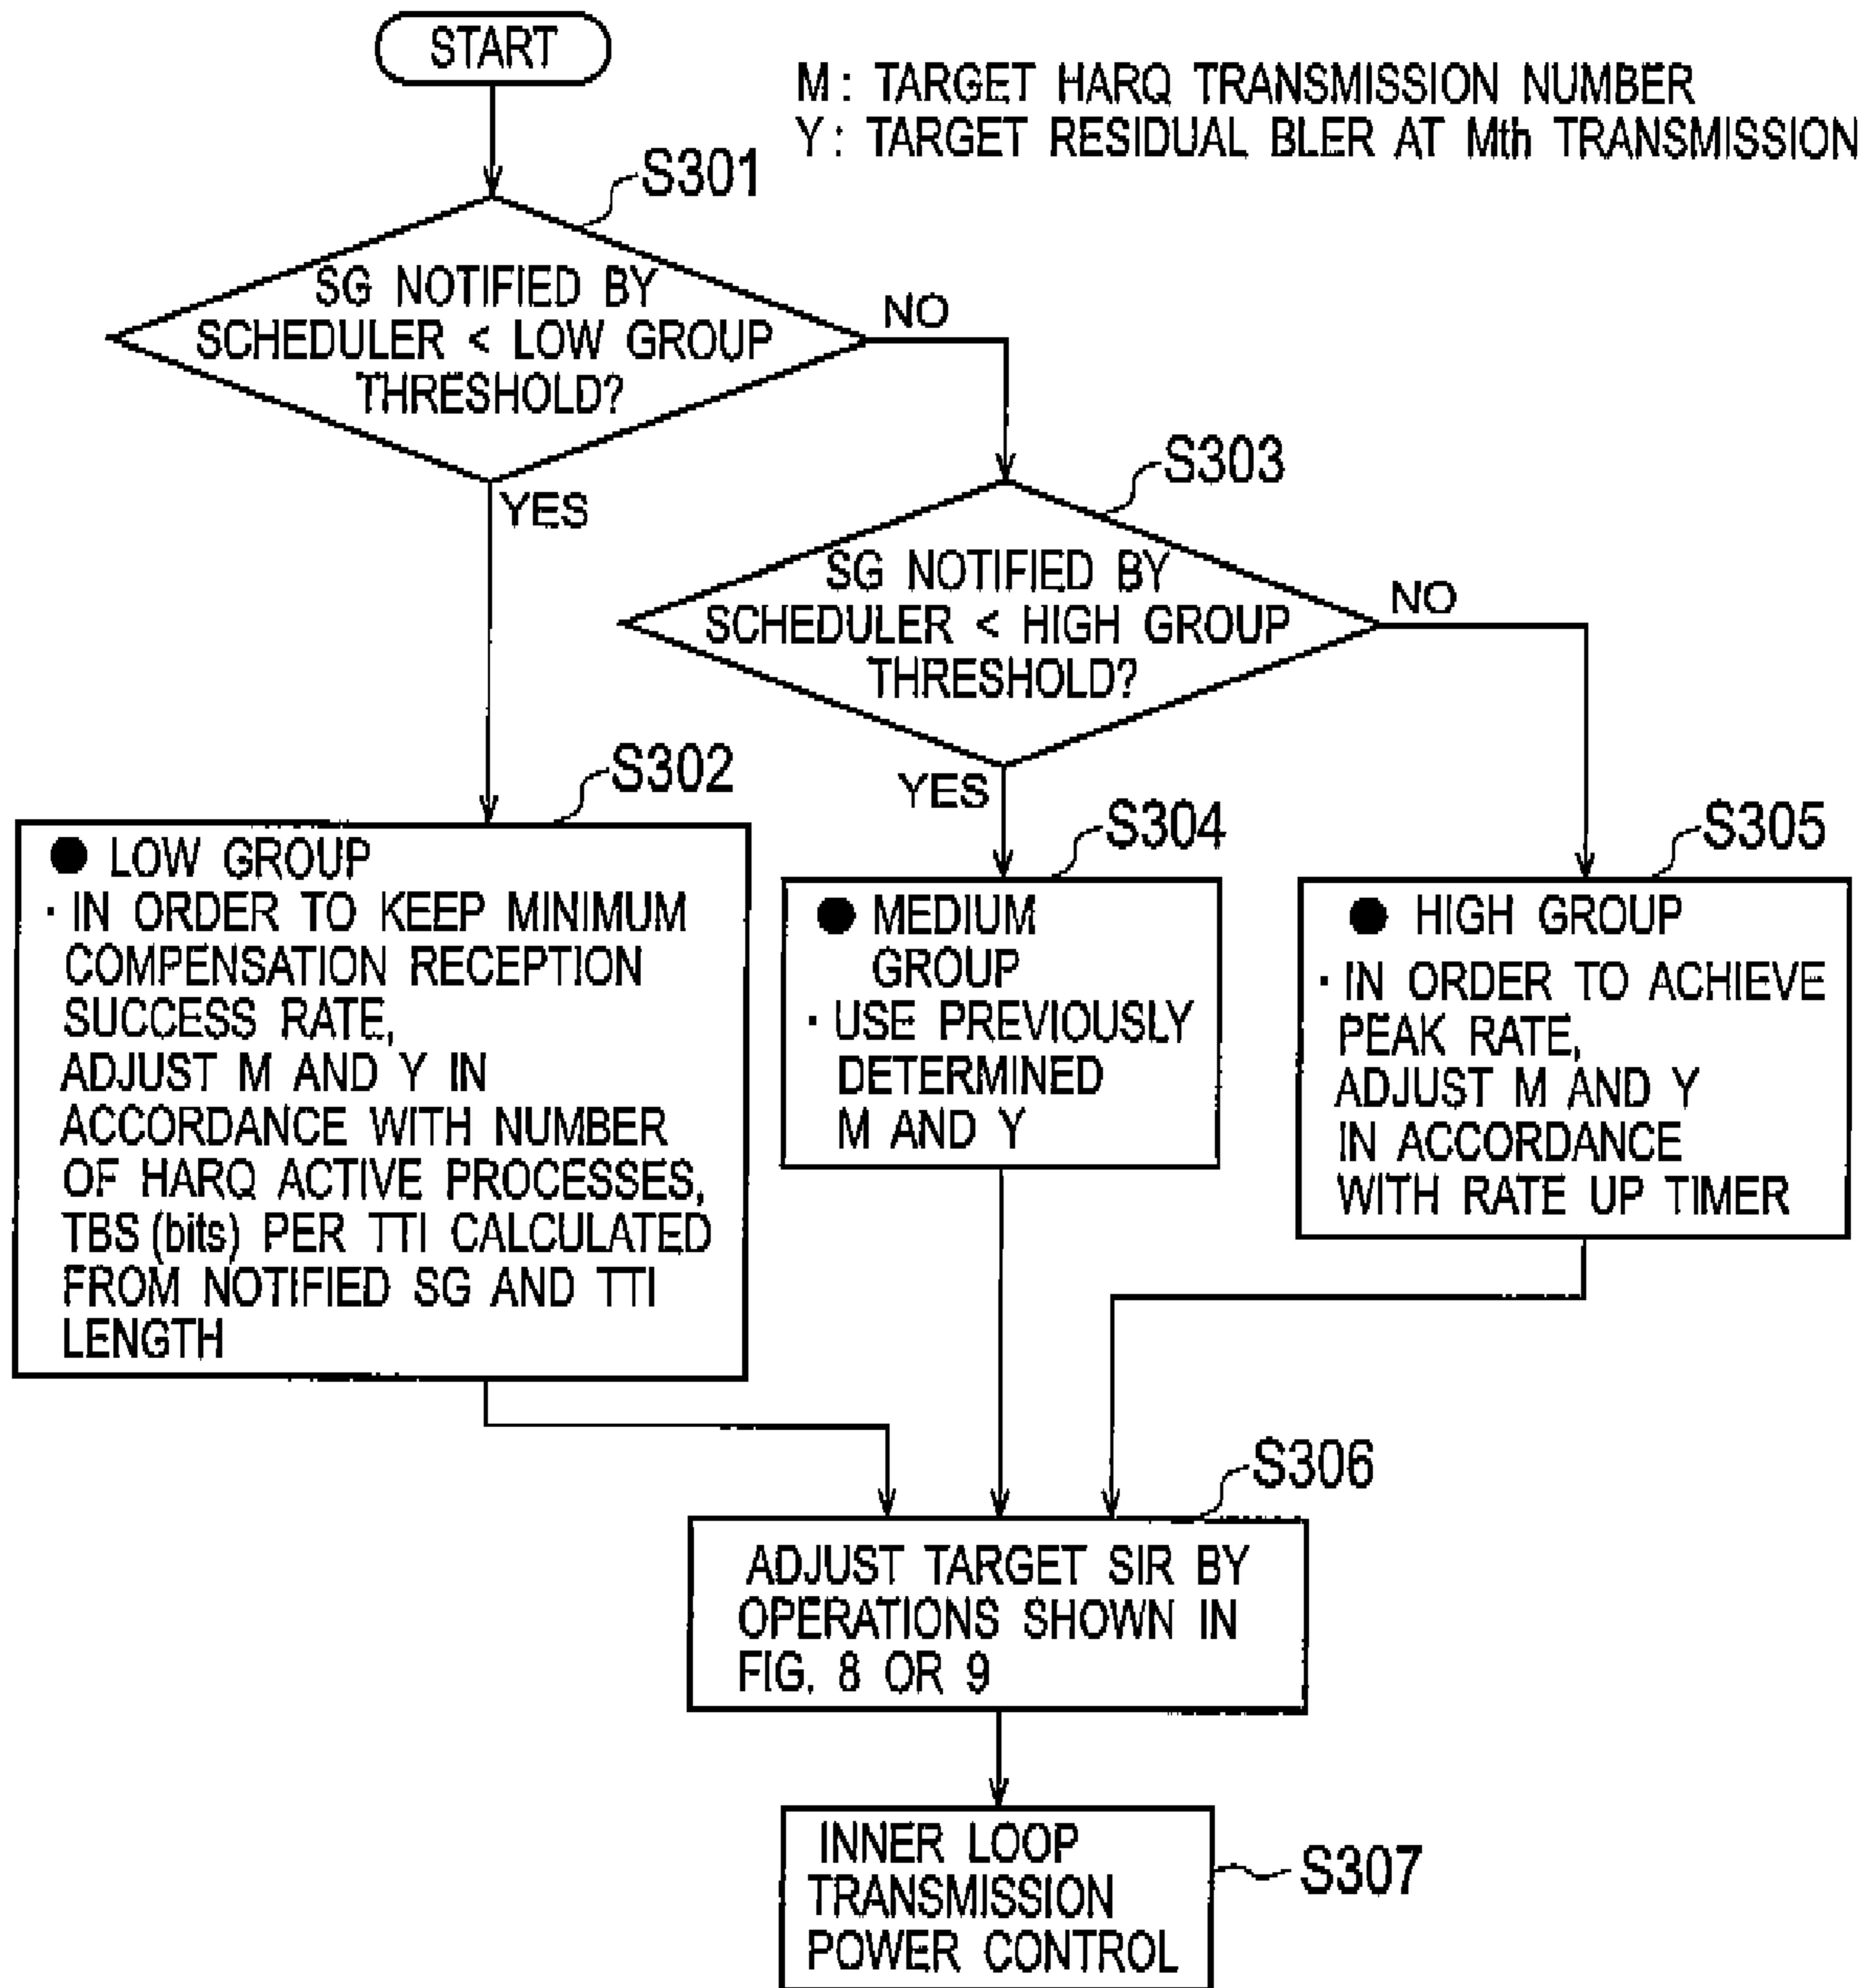 START
M : TARGET HARQ TRANSMISSION NUMBER
Y : TARGET RESIDUAL BLER AT Mth TRANSMISSION
S301
SG NOTIFIED BY
SCHEDULER < LOW GROUP
THRESHOLD?
NO
YES
S303
SG NOTIFIED BY
SCHEDULER < HIGH GROUP
THRESHOLD?
NO
YES
S302
● LOW GROUP
· IN ORDER TO KEEP MINIMUM
COMPENSATION RECEPTION
SUCCESS RATE,
ADJUST M AND Y IN
ACCORDANCE WITH NUMBER
OF HARQ ACTIVE PROCESSES,
TBS (bits) PER TTI CALCULATED
FROM NOTIFIED SG AND TTI
LENGTH
S304
● MEDIUM
GROUP
· USE PREVIOUSLY
DETERMINED
M AND Y
S305
● HIGH GROUP
· IN ORDER TO ACHIEVE
PEAK RATE,
ADJUST M AND Y
IN ACCORDANCE
WITH RATE UP TIMER
S306
ADJUST TARGET SIR BY
OPERATIONS SHOWN IN
FIG. 8 OR 9
INNER LOOP
TRANSMISSION
POWER CONTROL
S307